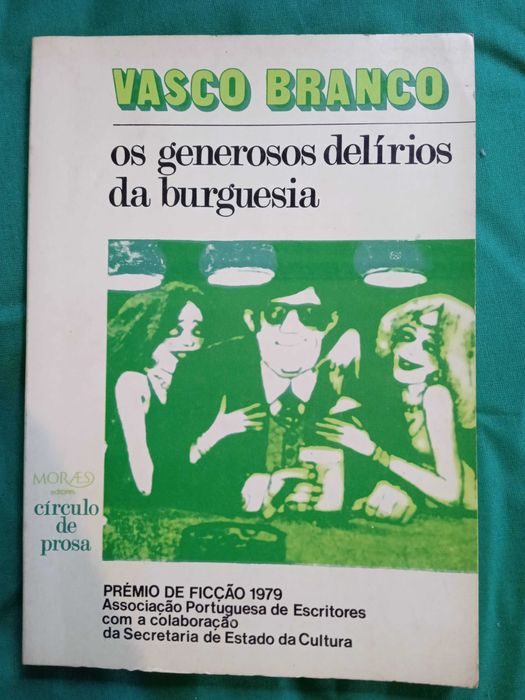 VASCO BRANCO
os generosos delírios
da burguesia
MORÆS
editores
círculo
de
prosa
PRÉMIO DE FICÇÃO 1979
Associação Portuguesa de Escritores
com a colaboração
da Secretaria de Estado da Cultura